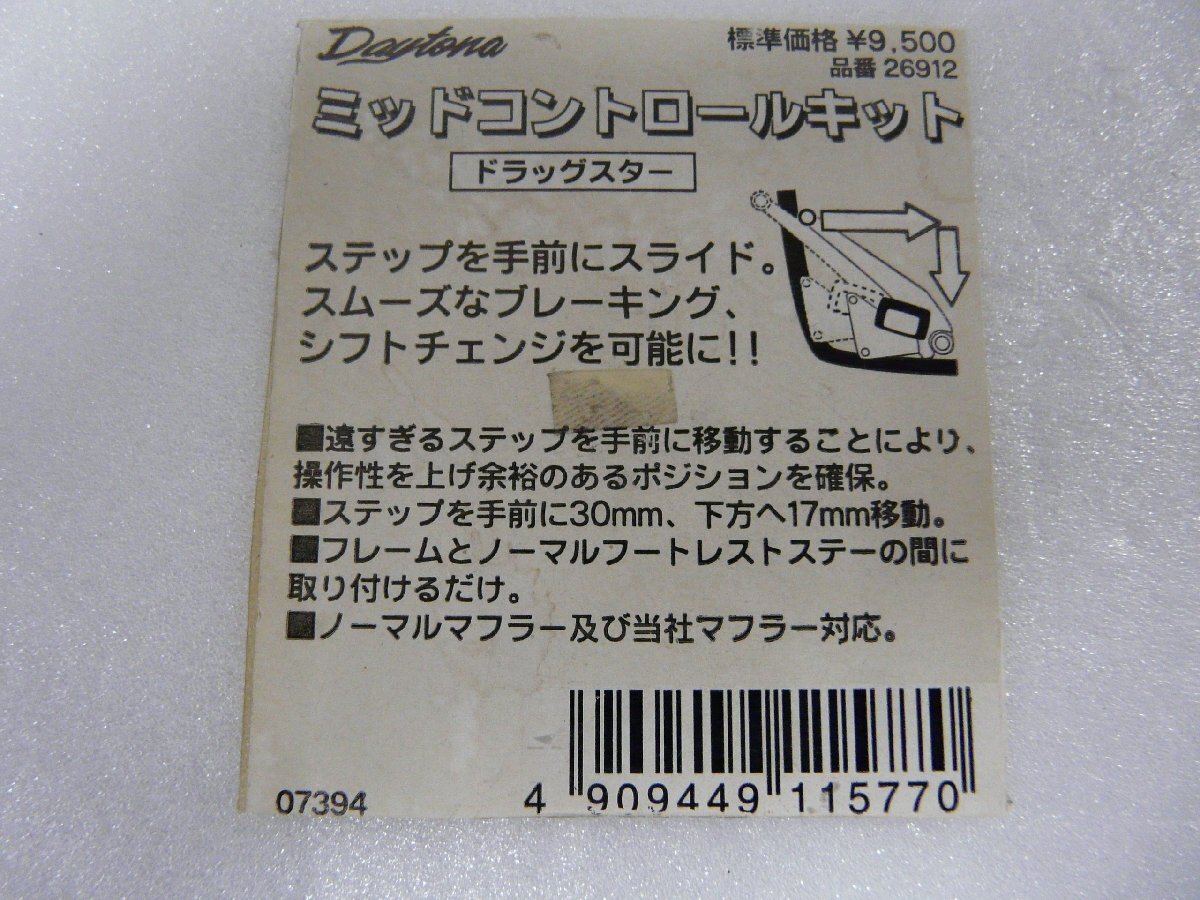 Daytona
標準価格 ¥9,500
品番 26912
ミッドコントロールキット
ドラッグスター
ステップを手前にスライド。
スムーズなブレーキング、
シフトチェンジを可能に!!
■遠すぎるステップを手前に移動することにより、
操作性を上げ余裕のあるポジションを確保。
■ステップを手前に30mm、下方へ17mm移動。
■フレームとノーマルフートレストステーの間に
取り付けるだけ。
■ノーマルマフラー及び当社マフラー対応。
07394
4 909449 115770